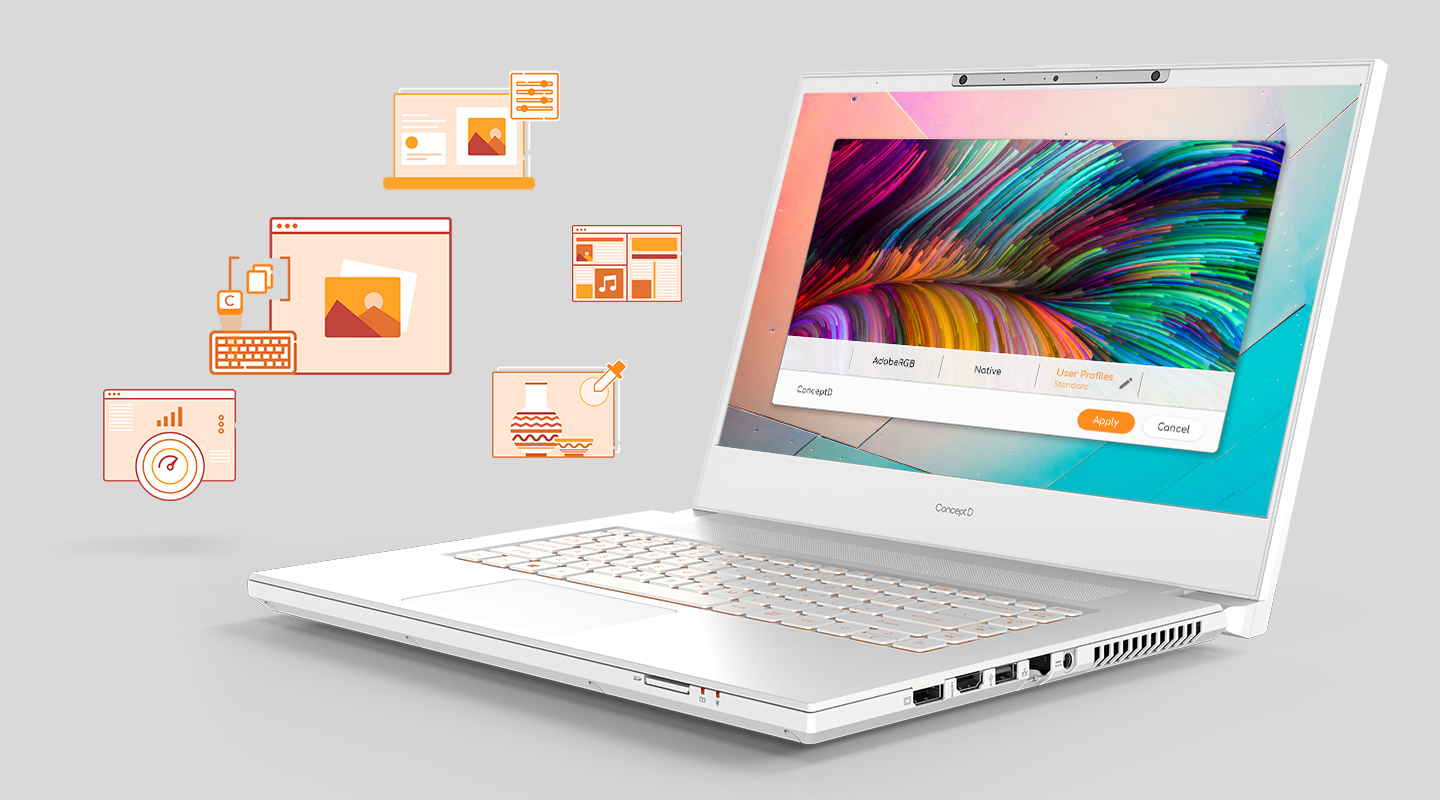 C
AdobeRGB
Native
User Profiles
Standard
ConceptD
Apply
Cancel
ConceptD